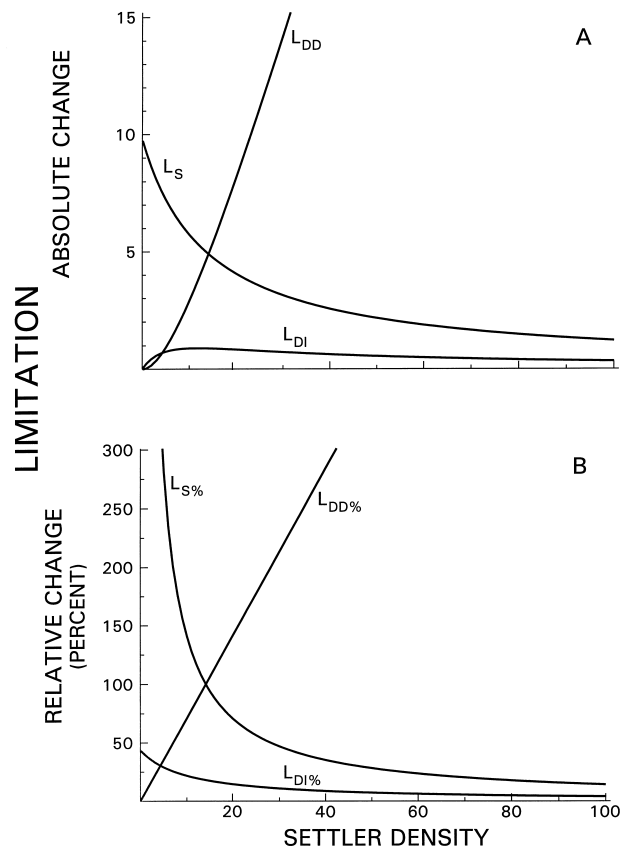 LIMITATION
ABSOLUTE CHANGE
15
10
5
A
L_DD
L_S
L_DI
RELATIVE CHANGE
(PERCENT)
300
250
200
150
100
50
B
L_S%
L_DD%
L_DI%
20 40 60 80 100
SETTLER DENSITY